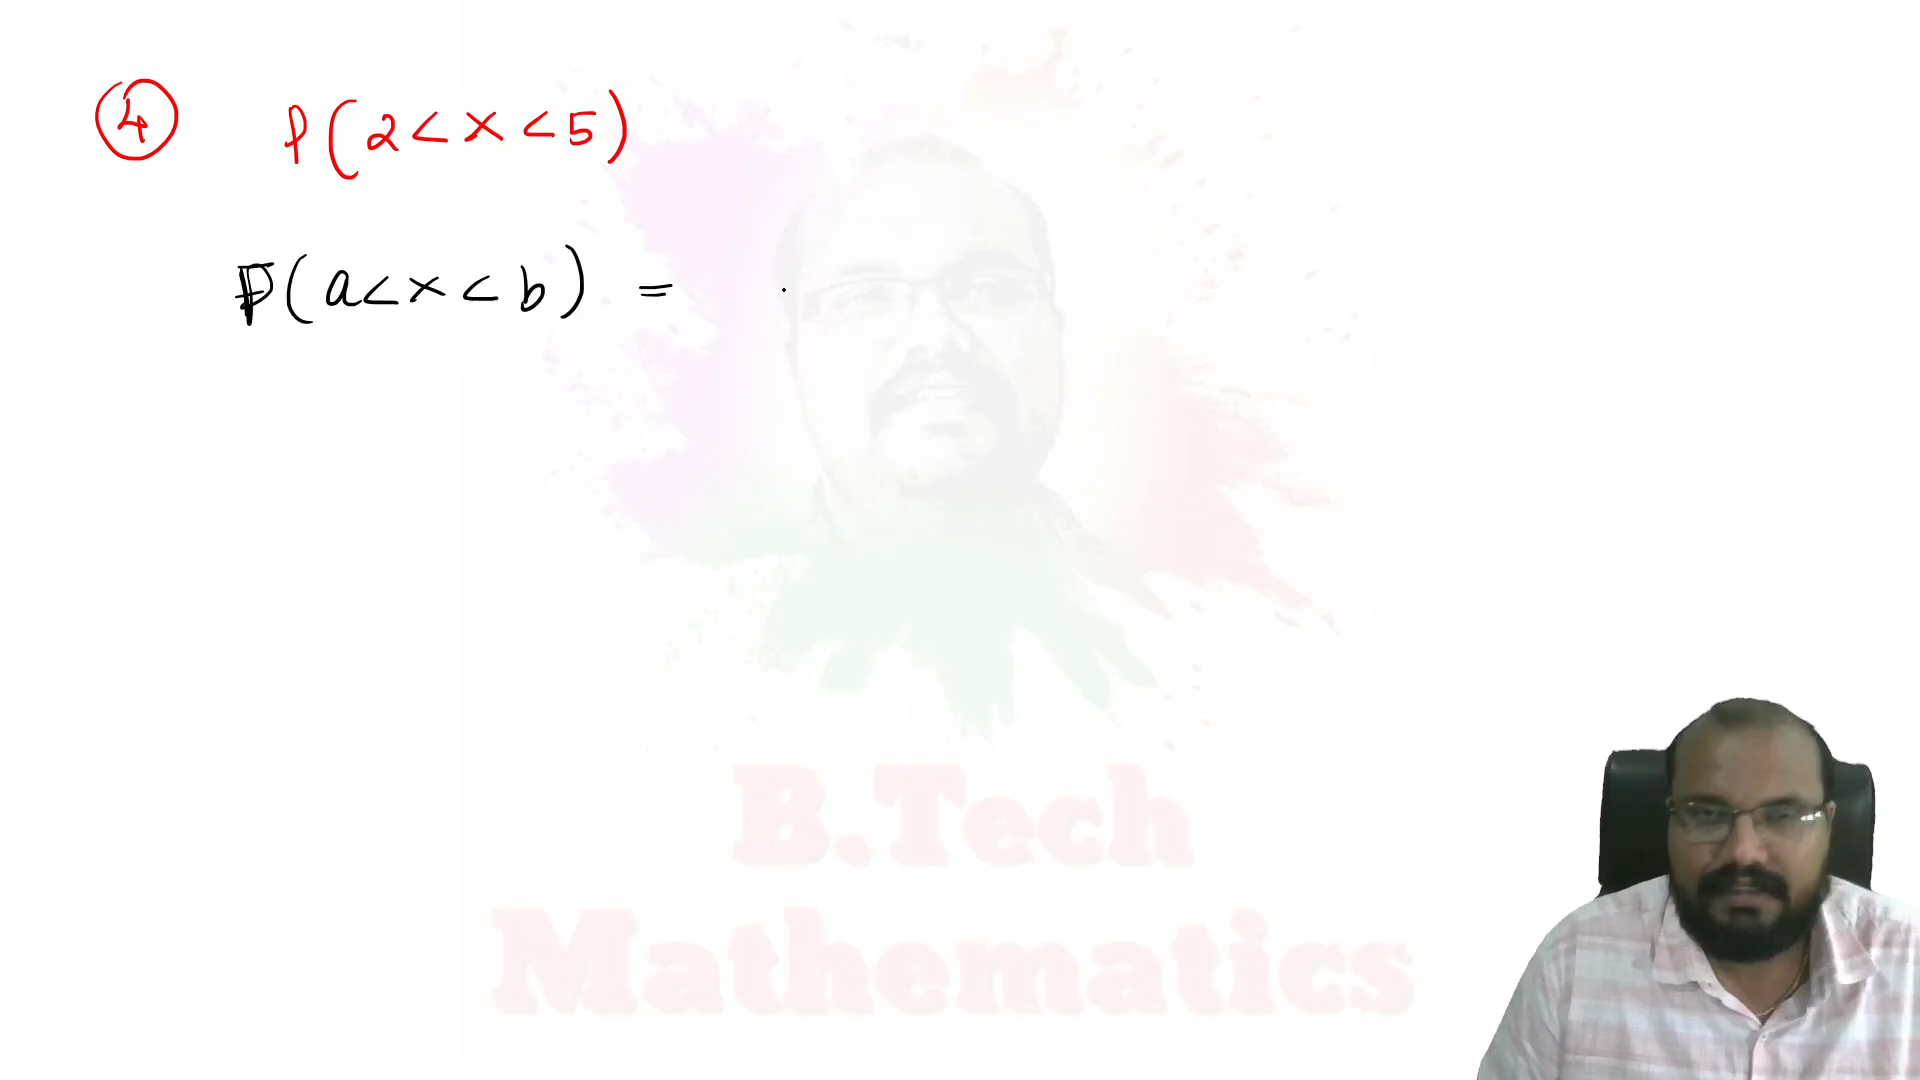 4 P(2<x<5)
P(a<x<b) =
B.Tech
Mathematics